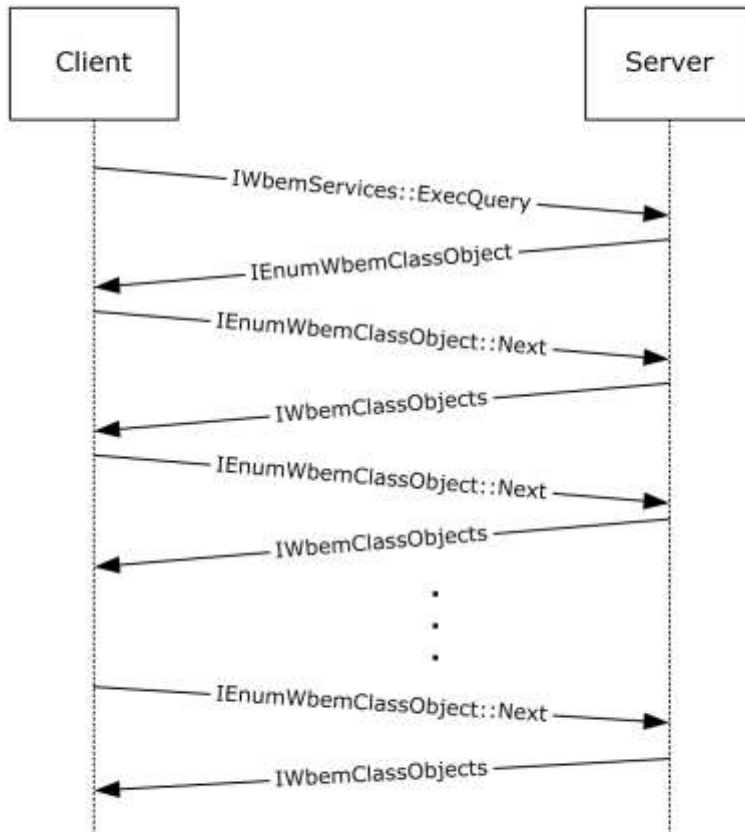 Client
Server
IWbemServices::ExecQuery
IEnumWbemClassObject
IEnumWbemClassObject::Next
IWbemClassObjects
IEnumWbemClassObject::Next
IWbemClassObjects
IEnumWbemClassObject::Next
IWbemClassObjects